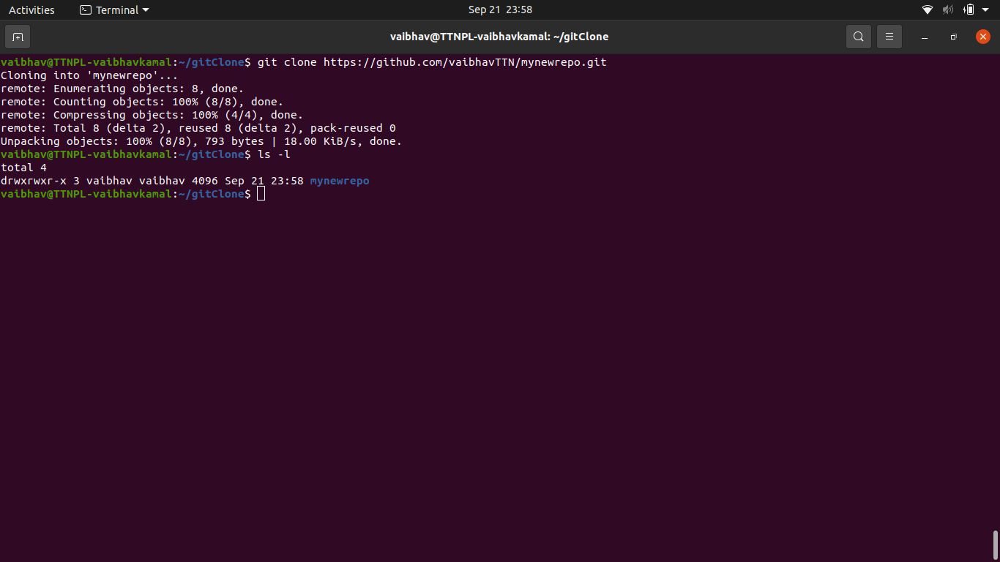 Activities Terminal Sep 21 23:58
vaibhav@TTNPL-vaibhavkamal: ~/gitClone
vaibhav@TTNPL-vaibhavkamal:~/gitClone$ git clone https://github.com/vaibhavTTN/mynewrepo.git
Cloning into 'mynewrepo'...
remote: Enumerating objects: 8, done.
remote: Counting objects: 100% (8/8), done.
remote: Compressing objects: 100% (4/4), done.
remote: Total 8 (delta 2), reused 8 (delta 2), pack-reused 0
Unpacking objects: 100% (8/8), 793 bytes | 18.00 KiB/s, done.
vaibhav@TTNPL-vaibhavkamal:~/gitClone$ ls -l
total 4
drwxrwxr-x 3 vaibhav vaibhav 4096 Sep 21 23:58 mynewrepo
vaibhav@TTNPL-vaibhavkamal:~/gitClone$